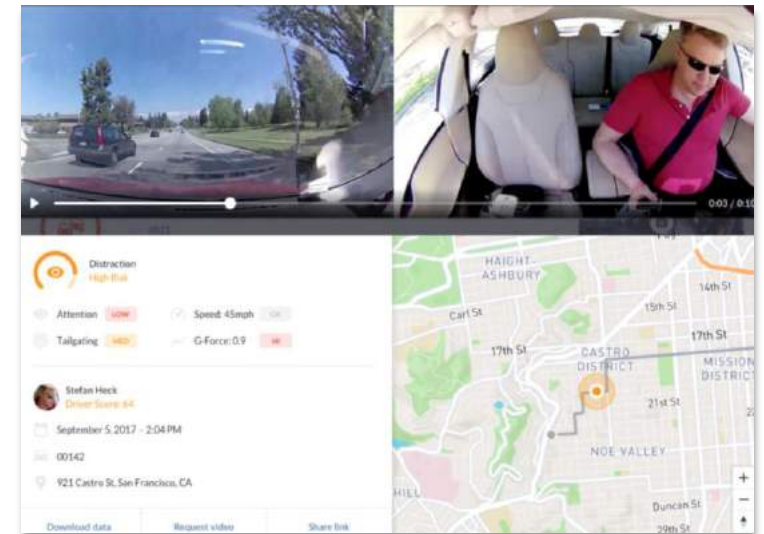 0:03 / 0:10
Distraction
High Risk
Attention LOW
Speed: 45mph OK
Tailgating MED
G-Force: 0.9 HI
Stefan Heck
Driver Score: 64
September 5, 2017 - 2:04 PM
00142
921 Castro St, San Francisco, CA
Download data
Request video
Share link
HAIGHT-
ASHBURY
14th St
Carl St
15th St
17th St
17th St
CASTRO
DISTRICT
MISSION
DISTRICT
21st St
NOE VALLEY
HILL
Duncan St
29th St